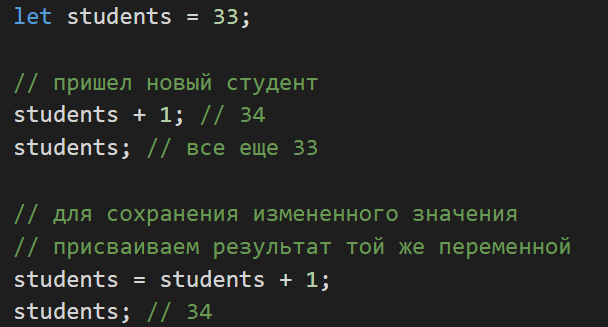 let students = 33;
// пришел новый студент
students + 1; // 34
students; // все еще 33
// для сохранения измененного значения
// присваиваем результат той же переменной
students = students + 1;
students; // 34